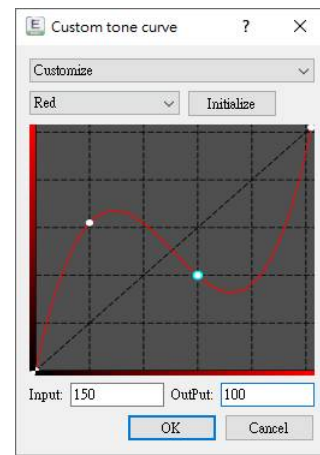 Custom tone curve ?
Customize
Red Initialize
Input: 150 OutPut: 100
OK Cancel